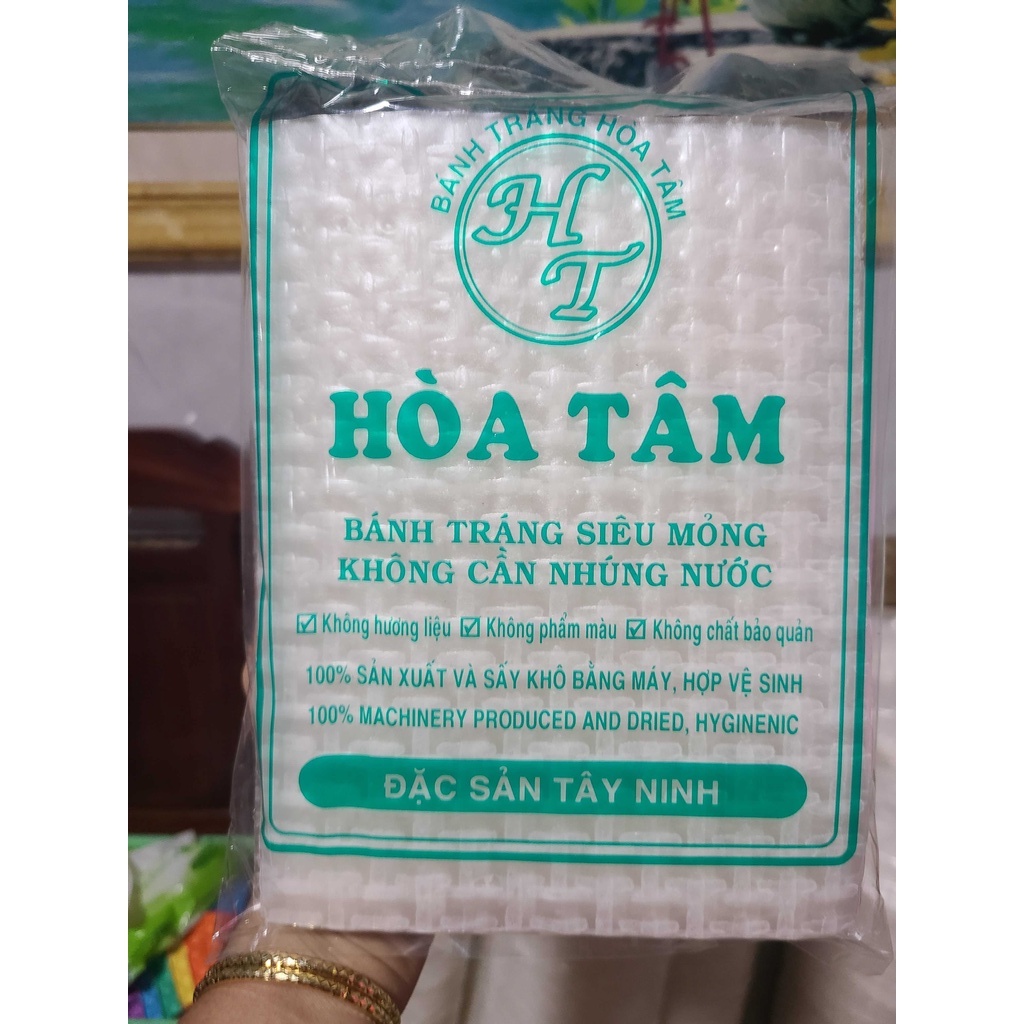 BÁNH TRÁNG HÒA TÂM
HT
HÒA TÂM
BÁNH TRÁNG SIÊU MỎNG
KHÔNG CẦN NHÚNG NƯỚC
☑ Không hương liệu ☑ Không phẩm màu ☑ Không chất bảo quản
100% SẢN XUẤT VÀ SẤY KHÔ BẰNG MÁY, HỢP VỆ SINH
100% MACHINERY PRODUCED AND DRIED, HYGINENIC
ĐẶC SẢN TÂY NINH